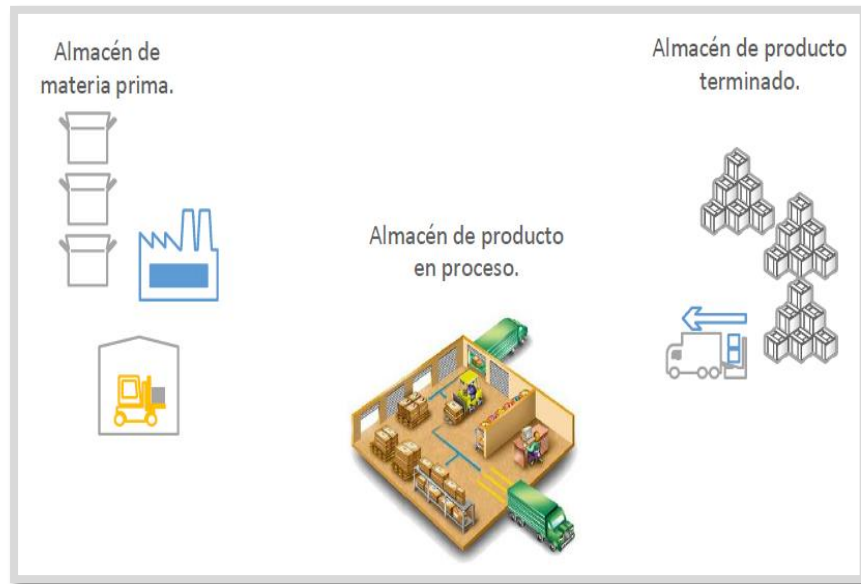 Almacén de
materia prima.
Almacén de producto
en proceso.
Almacén de producto
terminado.